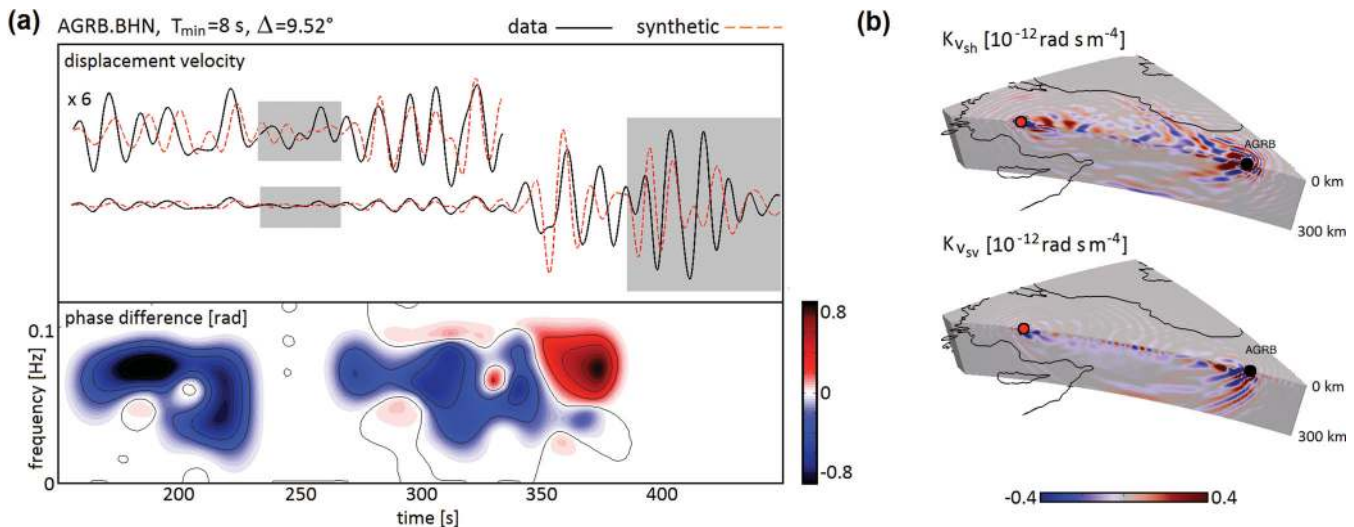 (a) AGRB.BHN, Tmin=8 s, Δ=9.52° data synthetic
displacement velocity
x 6
phase difference [rad]
0.1
0
frequency [Hz]
200 250 300 350 400
time [s]
0.8
0
-0.8
(b)
Kvsh [10⁻¹² rad s m⁻⁴]
AGRB
0 km
300 km
Kvsv [10⁻¹² rad s m⁻⁴]
AGRB
0 km
300 km
-0.4 0.4